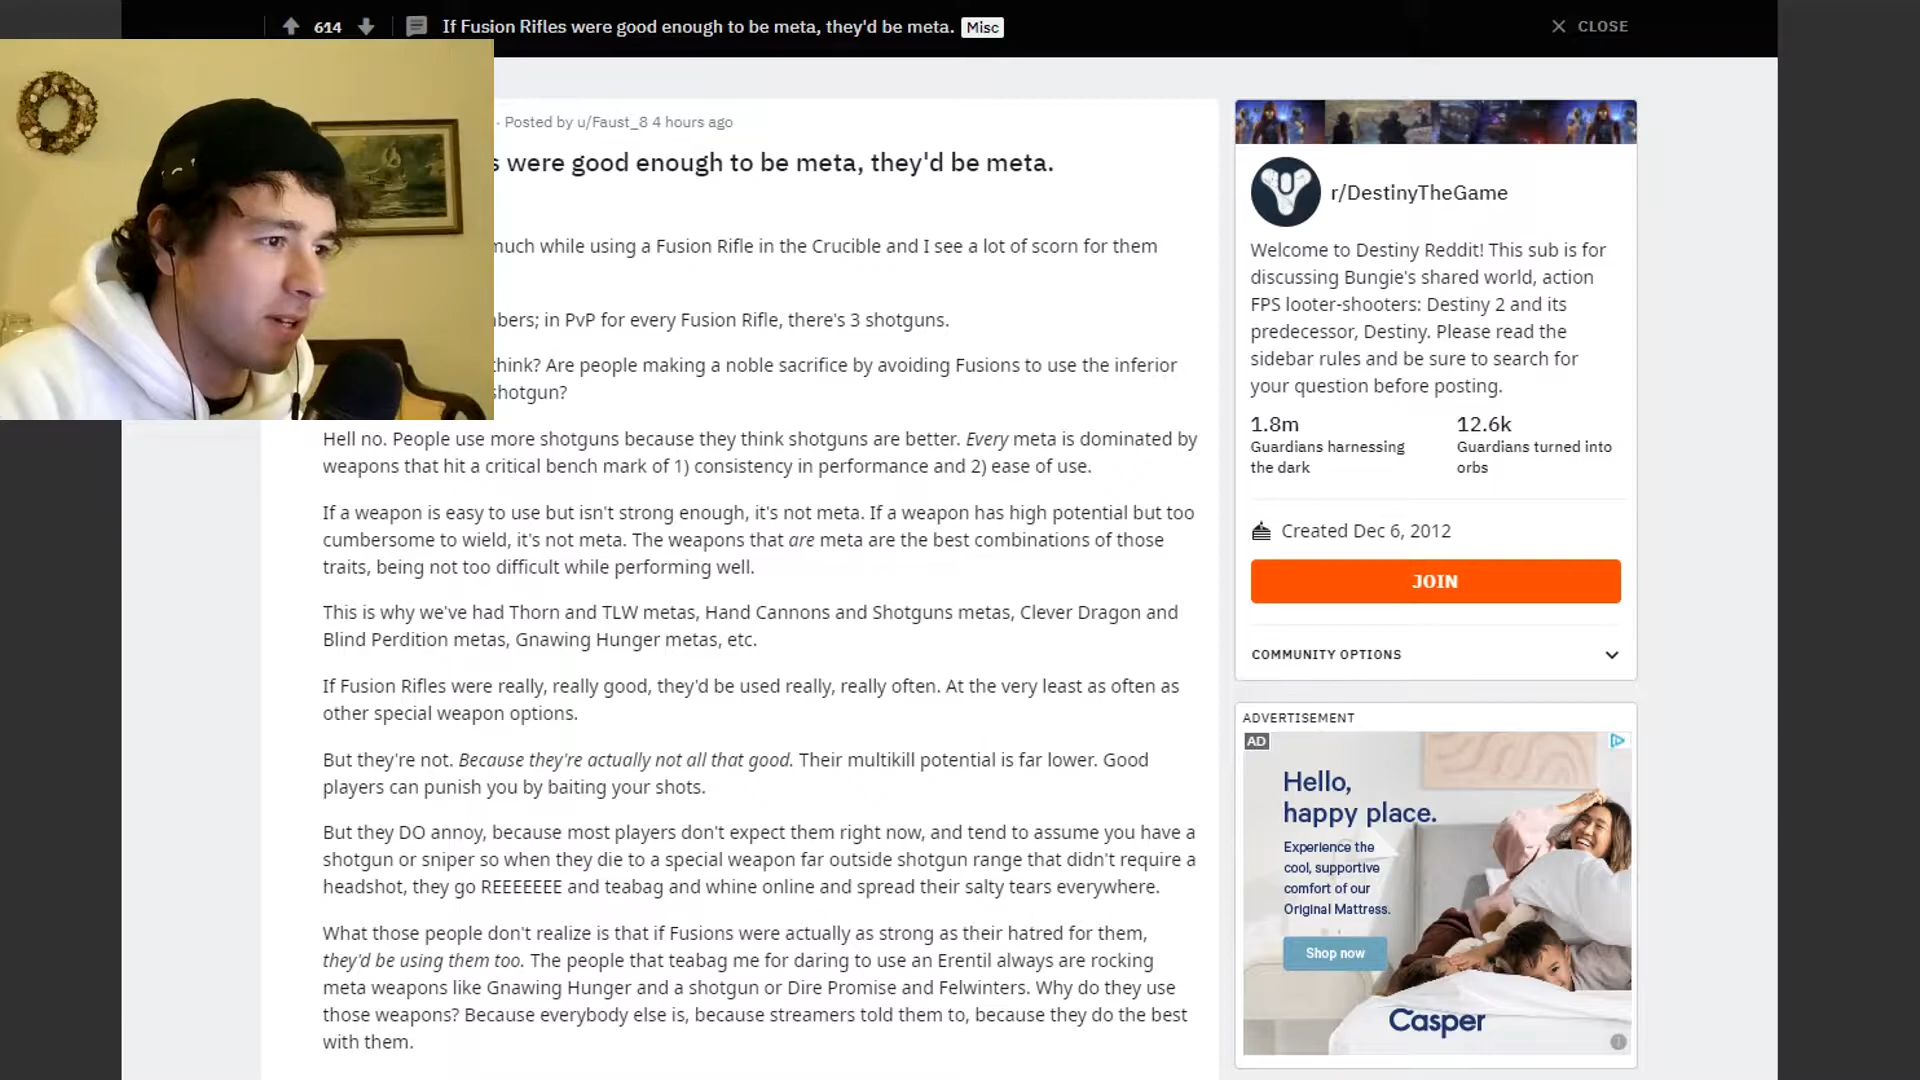 614 If Fusion Rifles were good enough to be meta, they'd be meta. Misc
CLOSE
· Posted by u/Faust_8 4 hours ago
were good enough to be meta, they'd be meta.
while using a Fusion Rifle in the Crucible and I see a lot of scorn for them
in PvP for every Fusion Rifle, there's 3 shotguns.
think? Are people making a noble sacrifice by avoiding Fusions to use the inferior
shotgun?
Hell no. People use more shotguns because they think shotguns are better. Every meta is dominated by
weapons that hit a critical bench mark of 1) consistency in performance and 2) ease of use.
If a weapon is easy to use but isn't strong enough, it's not meta. If a weapon has high potential but too
cumbersome to wield, it's not meta. The weapons that are meta are the best combinations of those
traits, being not too difficult while performing well.
This is why we've had Thorn and TLW metas, Hand Cannons and Shotguns metas, Clever Dragon and
Blind Perdition metas, Gnawing Hunger metas, etc.
If Fusion Rifles were really, really good, they'd be used really, really often. At the very least as often as
other special weapon options.
But they're not. Because they're actually not all that good. Their multikill potential is far lower. Good
players can punish you by baiting your shots.
But they DO annoy, because most players don't expect them right now, and tend to assume you have a
shotgun or sniper so when they die to a special weapon far outside shotgun range that didn't require a
headshot, they go REEEEEEE and teabag and whine online and spread their salty tears everywhere.
What those people don't realize is that if Fusions were actually as strong as their hatred for them,
they'd be using them too. The people that teabag me for daring to use an Erentil always are rocking
meta weapons like Gnawing Hunger and a shotgun or Dire Promise and Felwinters. Why do they use
those weapons? Because everybody else is, because streamers told them to, because they do the best
with them.
r/DestinyTheGame
Welcome to Destiny Reddit! This sub is for
discussing Bungie's shared world, action
FPS looter-shooters: Destiny 2 and its
predecessor, Destiny. Please read the
sidebar rules and be sure to search for
your question before posting.
1.8m 12.6k
Guardians harnessing Guardians turned into
the dark orbs
Created Dec 6, 2012
JOIN
COMMUNITY OPTIONS
ADVERTISEMENT
AD
Hello,
happy place.
Experience the
cool, supportive
comfort of our
Original Mattress.
Shop now
Casper